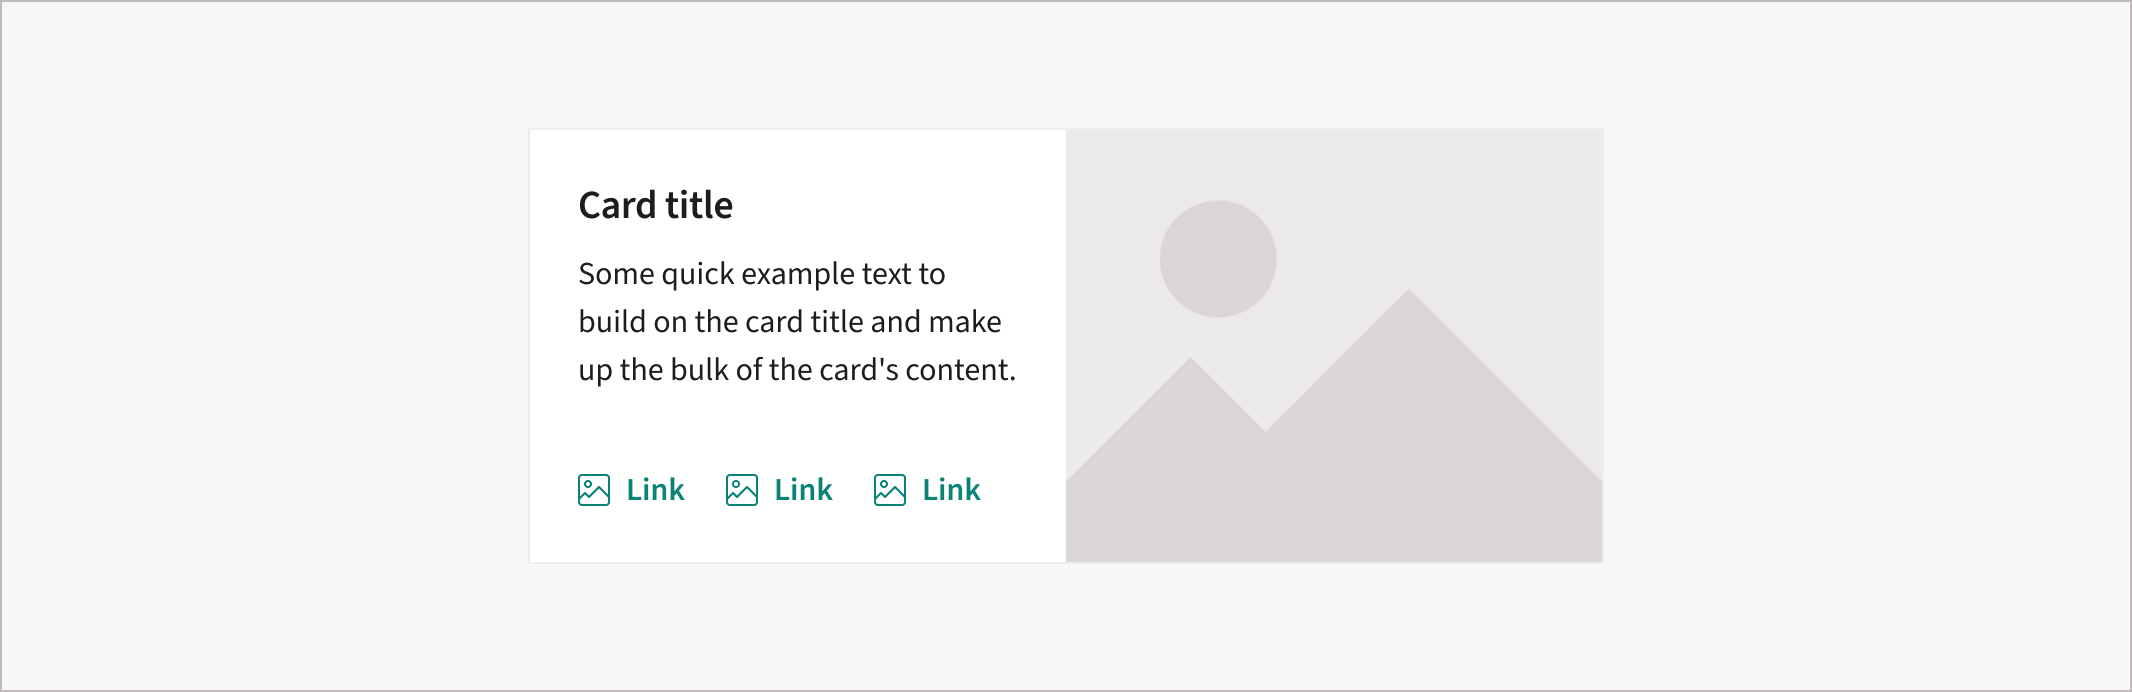 Card title
Some quick example text to
build on the card title and make
up the bulk of the card's content.
Link Link Link